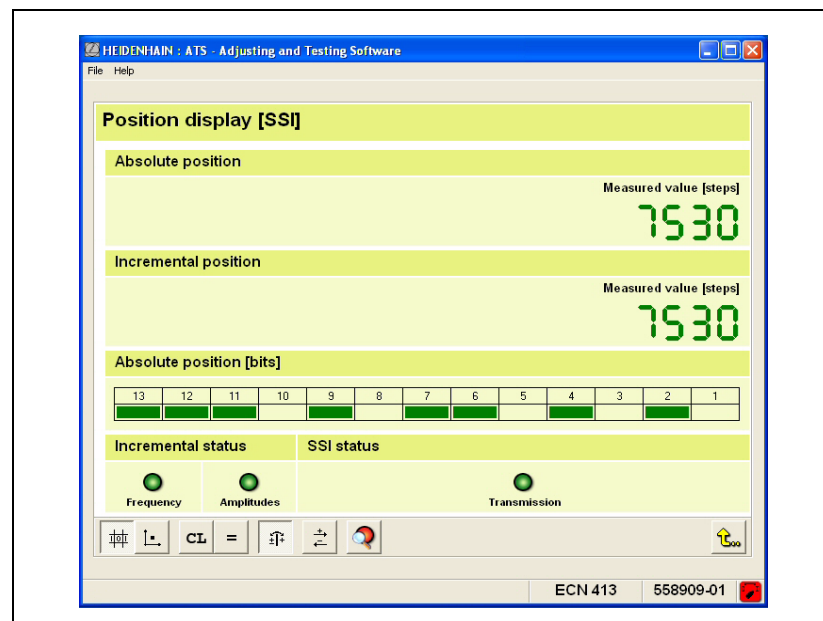 HEIDENHAIN : ATS - Adjusting and Testing Software
File Help
Position display [SSI]
Absolute position
Measured value [steps]
7530
Incremental position
Measured value [steps]
7530
Absolute position [bits]
13 12 11 10 9 8 7 6 5 4 3 2 1
Incremental status SSI status
Frequency Amplitudes Transmission
CL =
ECN 413 558909-01